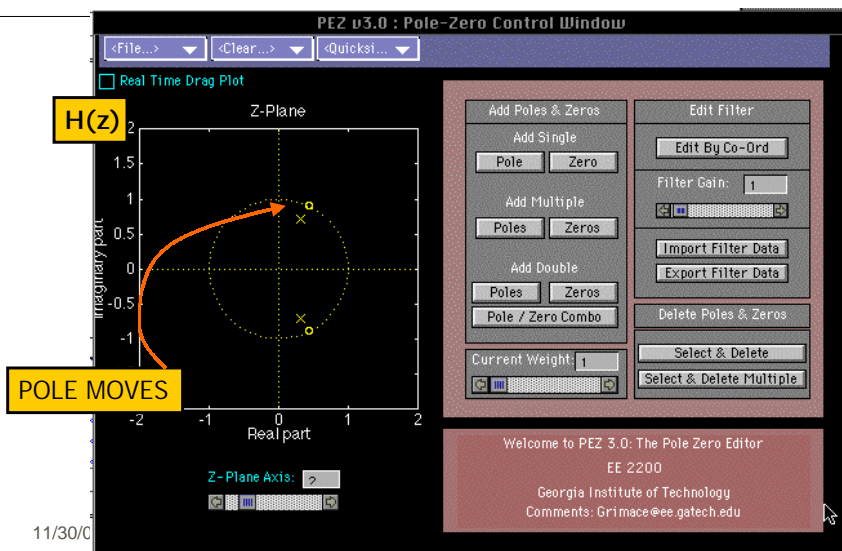 PEZ v3.0 : Pole-Zero Control Window
<File...>
<Clear...>
<Quicksi...
Real Time Drag Plot
H(z)
Z-Plane
2
1.5
1
0.5
0
-0.5
-1
Imaginary part
POLE MOVES
-2
-1
0
1
2
Real part
Z-Plane Axis:
11/30/0
Add Poles & Zeros
Add Single
Pole
Zero
Add Multiple
Poles
Zeros
Add Double
Poles
Zeros
Pole / Zero Combo
Current Weight: 1
Edit Filter
Edit By Co-Ord
Filter Gain: 1
Import Filter Data
Export Filter Data
Delete Poles & Zeros
Select & Delete
Select & Delete Multiple
Welcome to PEZ 3.0: The Pole Zero Editor
EE 2200
Georgia Institute of Technology
Comments: Grimace@ee.gatech.edu